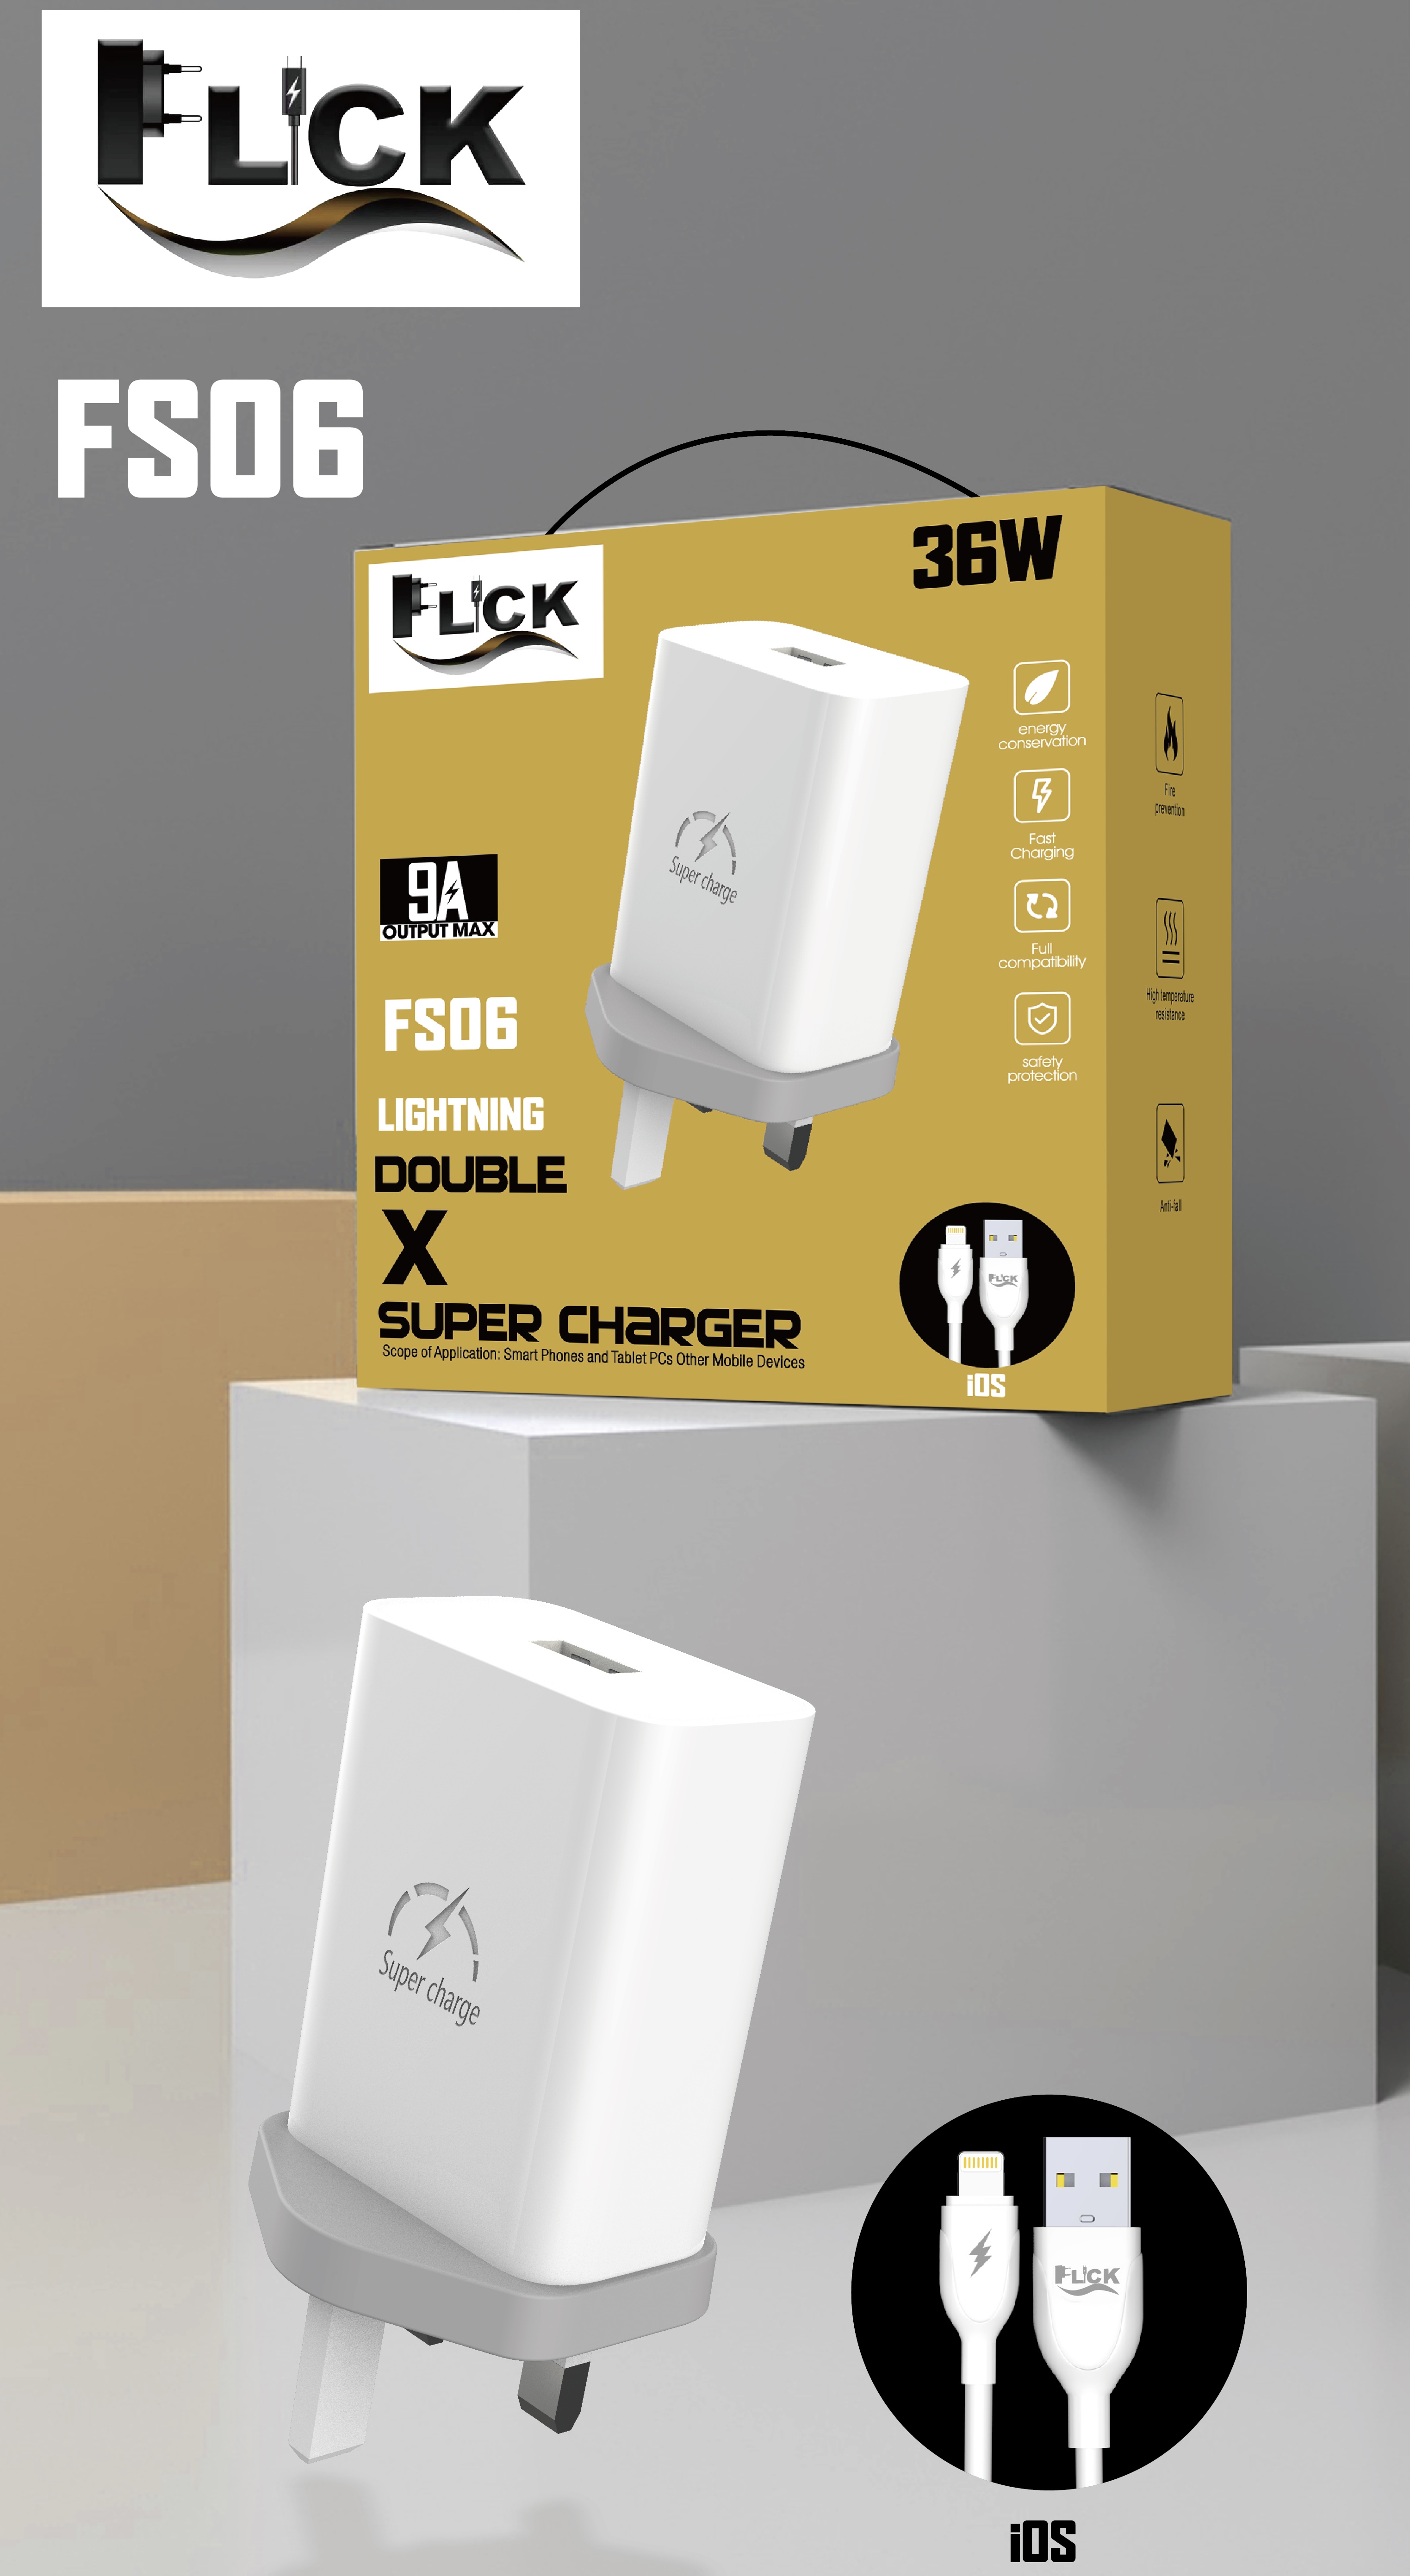 FLICK
FS06
36W
FLICK
energy
conservation
Fast
Charging
Full
compatibility
safety
protection
Fire
prevention
High temperature
resistance
Anti-fall
Super charge
9A
OUTPUT MAX
FS06
LIGHTNING
DOUBLE
X
SUPER CHARGER
Scope of Application: Smart Phones and Tablet PCs Other Mobile Devices
FLICK
iOS
Super charge
FLICK
iOS